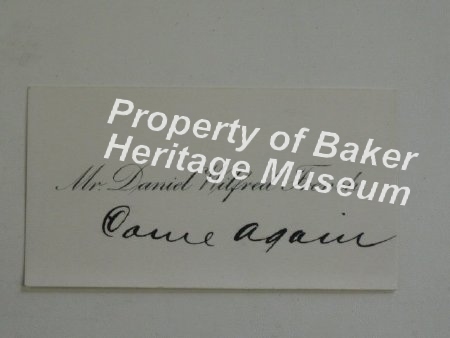 Property of Baker
Heritage Museum
Mr. Daniel Wilfred
Come again